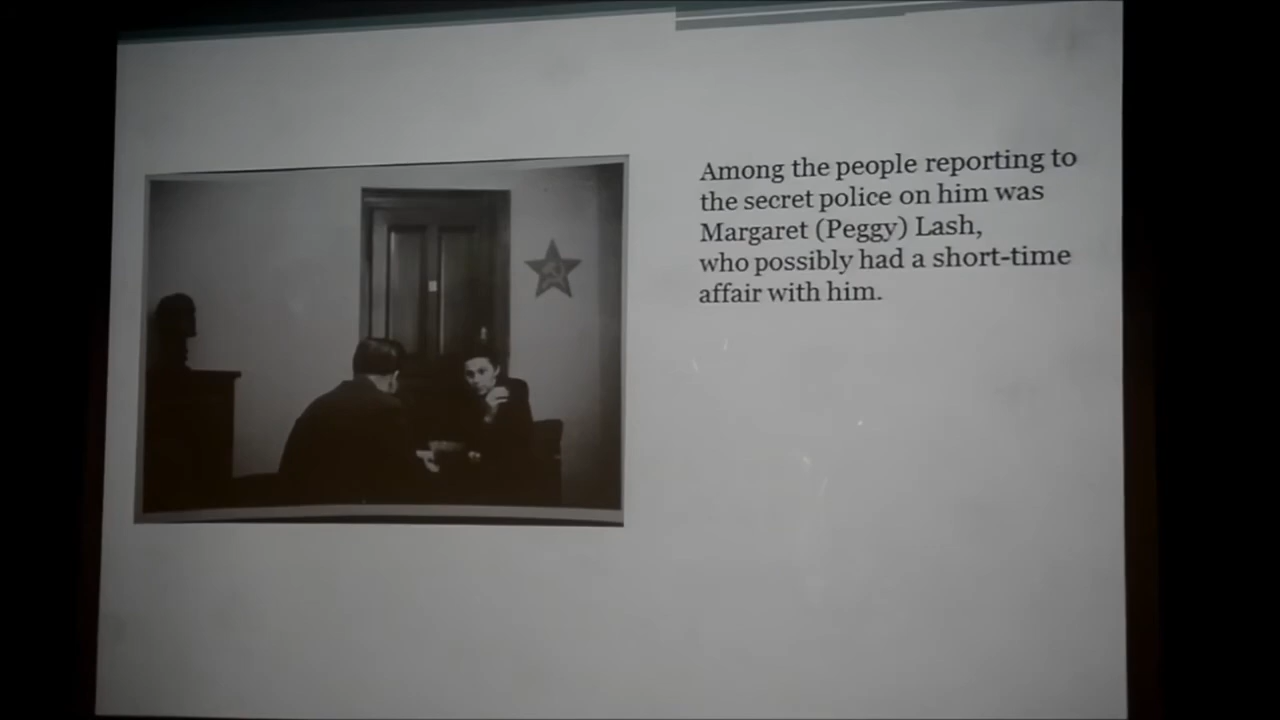 Among the people reporting to
the secret police on him was
Margaret (Peggy) Lash,
who possibly had a short-time
affair with him.